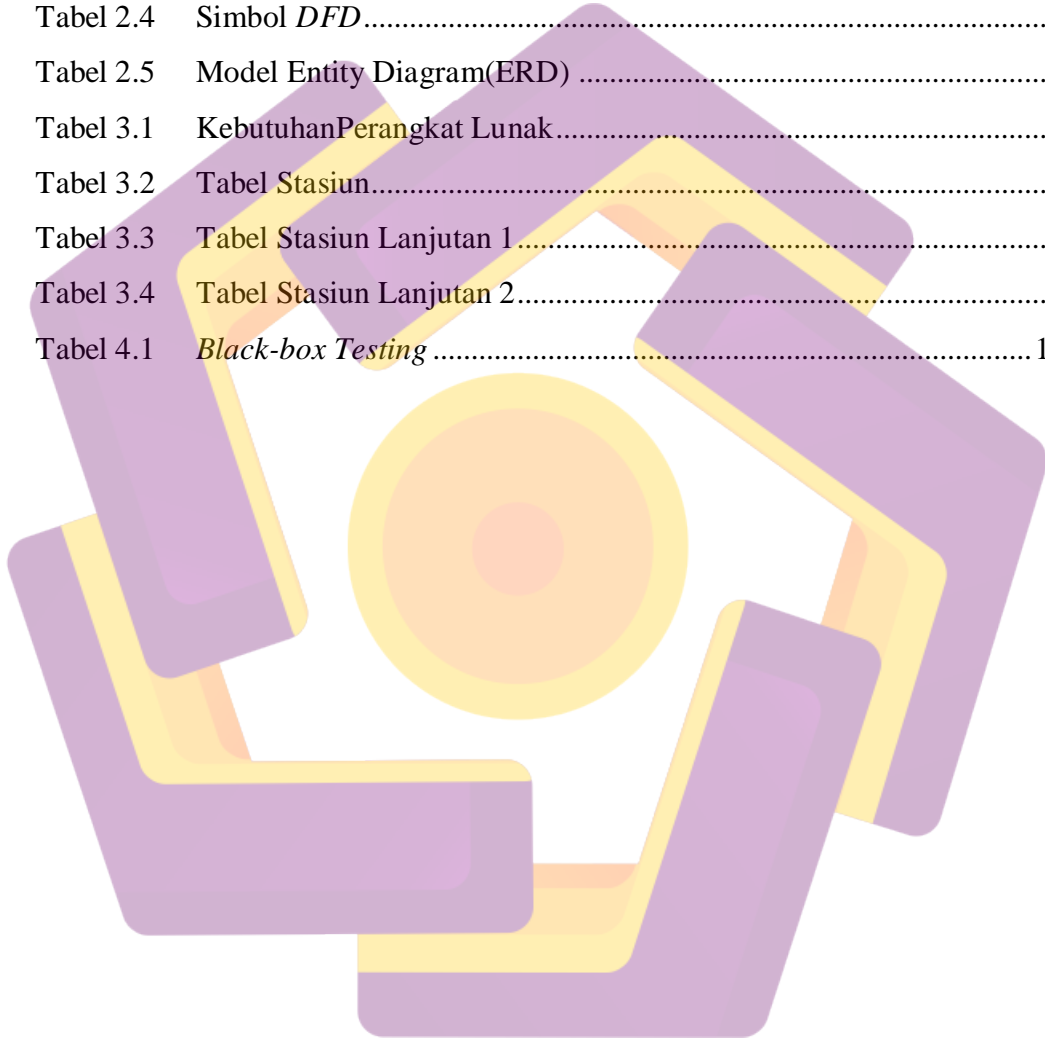 Tabel 2.4 Simbol DFD........................................................................
Tabel 2.5 Model Entity Diagram(ERD) ........................................................................
Tabel 3.1 KebutuhanPerangkat Lunak........................................................................
Tabel 3.2 Tabel Stasiun........................................................................
Tabel 3.3 Tabel Stasiun Lanjutan 1........................................................................
Tabel 3.4 Tabel Stasiun Lanjutan 2........................................................................
Tabel 4.1 Black-box Testing ........................................................................ 1